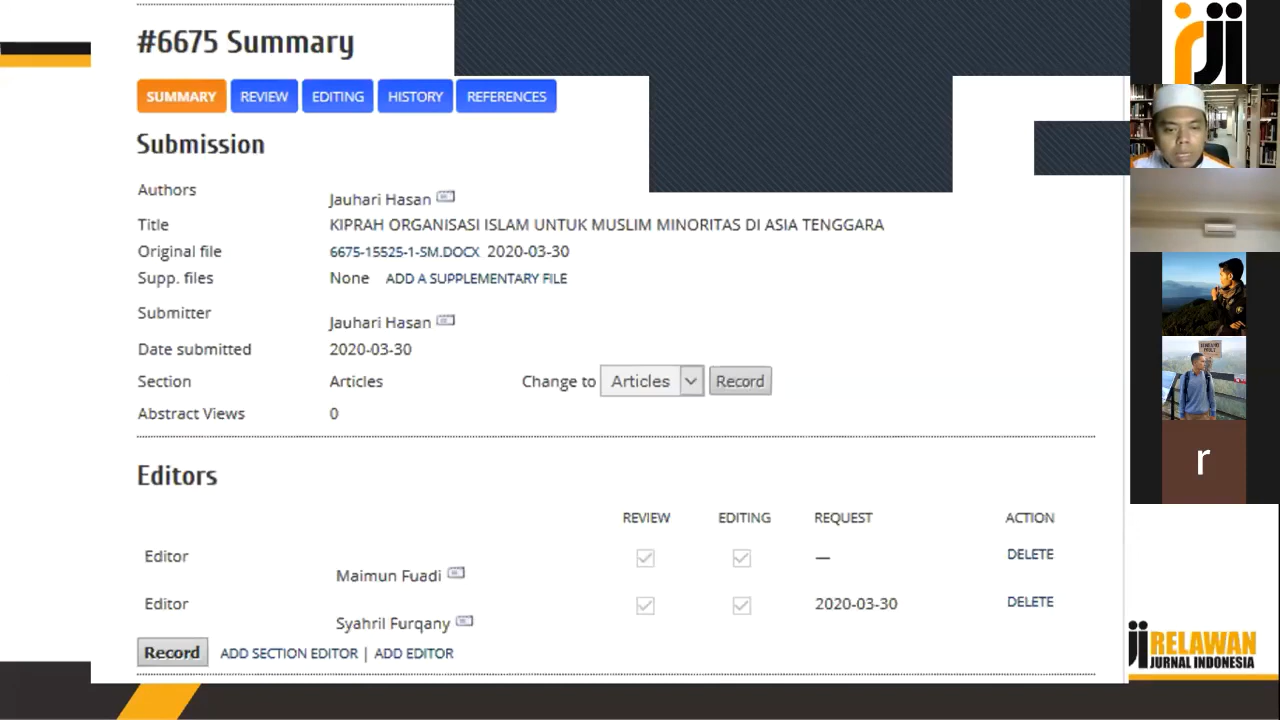 #6675 Summary
SUMMARY REVIEW EDITING HISTORY REFERENCES
Submission
Authors Jauhari Hasan
Title KIPRAH ORGANISASI ISLAM UNTUK MUSLIM MINORITAS DI ASIA TENGGARA
Original file 6675-15525-1-SM.DOCX 2020-03-30
Supp. files None ADD A SUPPLEMENTARY FILE
Submitter Jauhari Hasan
Date submitted 2020-03-30
Section Articles Change to Articles Record
Abstract Views 0
Editors
REVIEW EDITING REQUEST ACTION
Editor Maimun Fuadi — DELETE
Editor Syahril Furqany 2020-03-30 DELETE
Record ADD SECTION EDITOR | ADD EDITOR
rji
r
RELAWAN
JURNAL INDONESIA